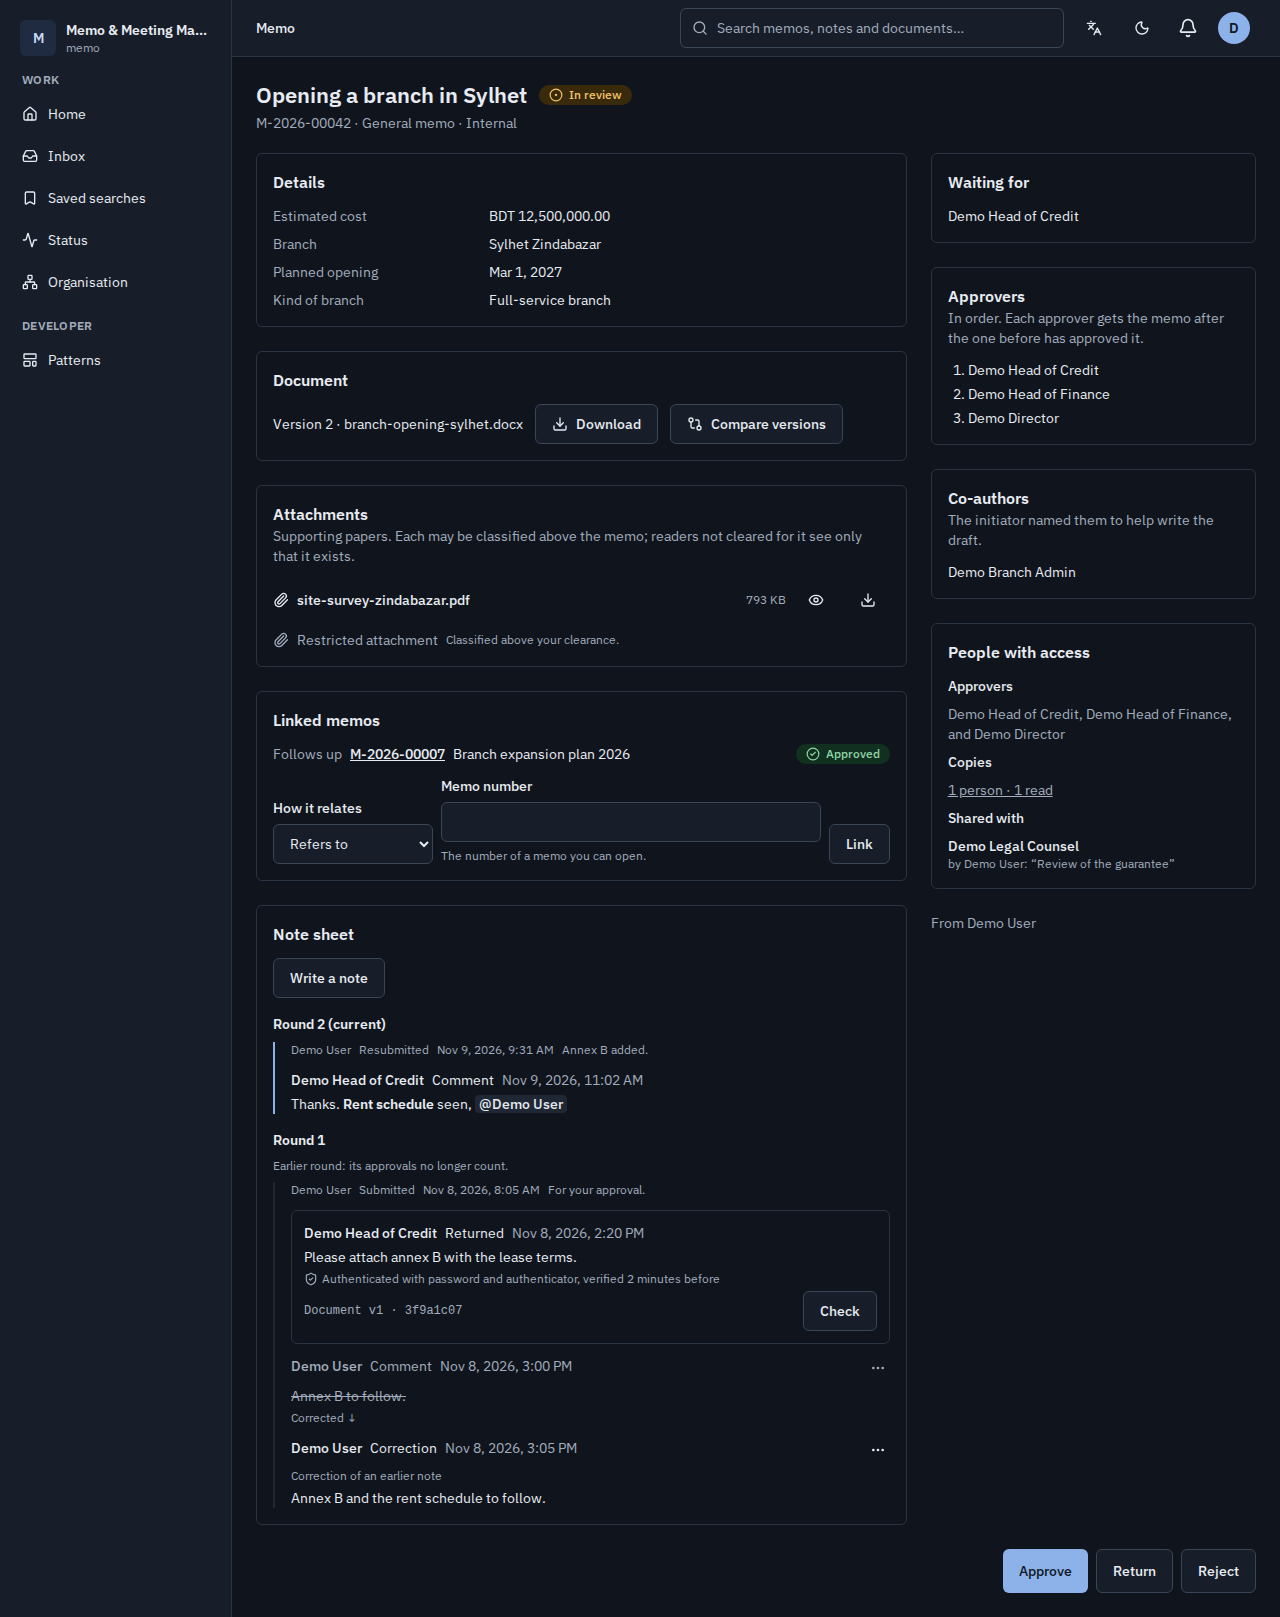 M
Memo & Meeting Ma...
memo
WORK
Home
Inbox
Saved searches
Status
Organisation
DEVELOPER
Patterns
Memo
Search memos, notes and documents...
D
Opening a branch in Sylhet
In review
M-2026-00042 · General memo · Internal
Details
Estimated cost BDT 12,500,000.00
Branch Sylhet Zindabazar
Planned opening Mar 1, 2027
Kind of branch Full-service branch
Document
Version 2 · branch-opening-sylhet.docx Download Compare versions
Attachments
Supporting papers. Each may be classified above the memo; readers not cleared for it see only
that it exists.
site-survey-zindabazar.pdf 793 KB
Restricted attachment Classified above your clearance.
Linked memos
Follows up M-2026-00007 Branch expansion plan 2026 Approved
How it relates
Refers to
Memo number
The number of a memo you can open.
Link
Note sheet
Write a note
Round 2 (current)
Demo User Resubmitted Nov 9, 2026, 9:31 AM Annex B added.
Demo Head of Credit Comment Nov 9, 2026, 11:02 AM
Thanks. Rent schedule seen, @Demo User
Round 1
Earlier round: its approvals no longer count.
Demo User Submitted Nov 8, 2026, 8:05 AM For your approval.
Demo Head of Credit Returned Nov 8, 2026, 2:20 PM
Please attach annex B with the lease terms.
Authenticated with password and authenticator, verified 2 minutes before
Document v1 · 3f9a1c07 Check
Demo User Comment Nov 8, 2026, 3:00 PM
Annex B to follow.
Corrected ↓
Demo User Correction Nov 8, 2026, 3:05 PM
Correction of an earlier note
Annex B and the rent schedule to follow.
Waiting for
Demo Head of Credit
Approvers
In order. Each approver gets the memo after
the one before has approved it.
1. Demo Head of Credit
2. Demo Head of Finance
3. Demo Director
Co-authors
The initiator named them to help write the
draft.
Demo Branch Admin
People with access
Approvers
Demo Head of Credit, Demo Head of Finance,
and Demo Director
Copies
1 person · 1 read
Shared with
Demo Legal Counsel
by Demo User: “Review of the guarantee”
From Demo User
Approve Return Reject